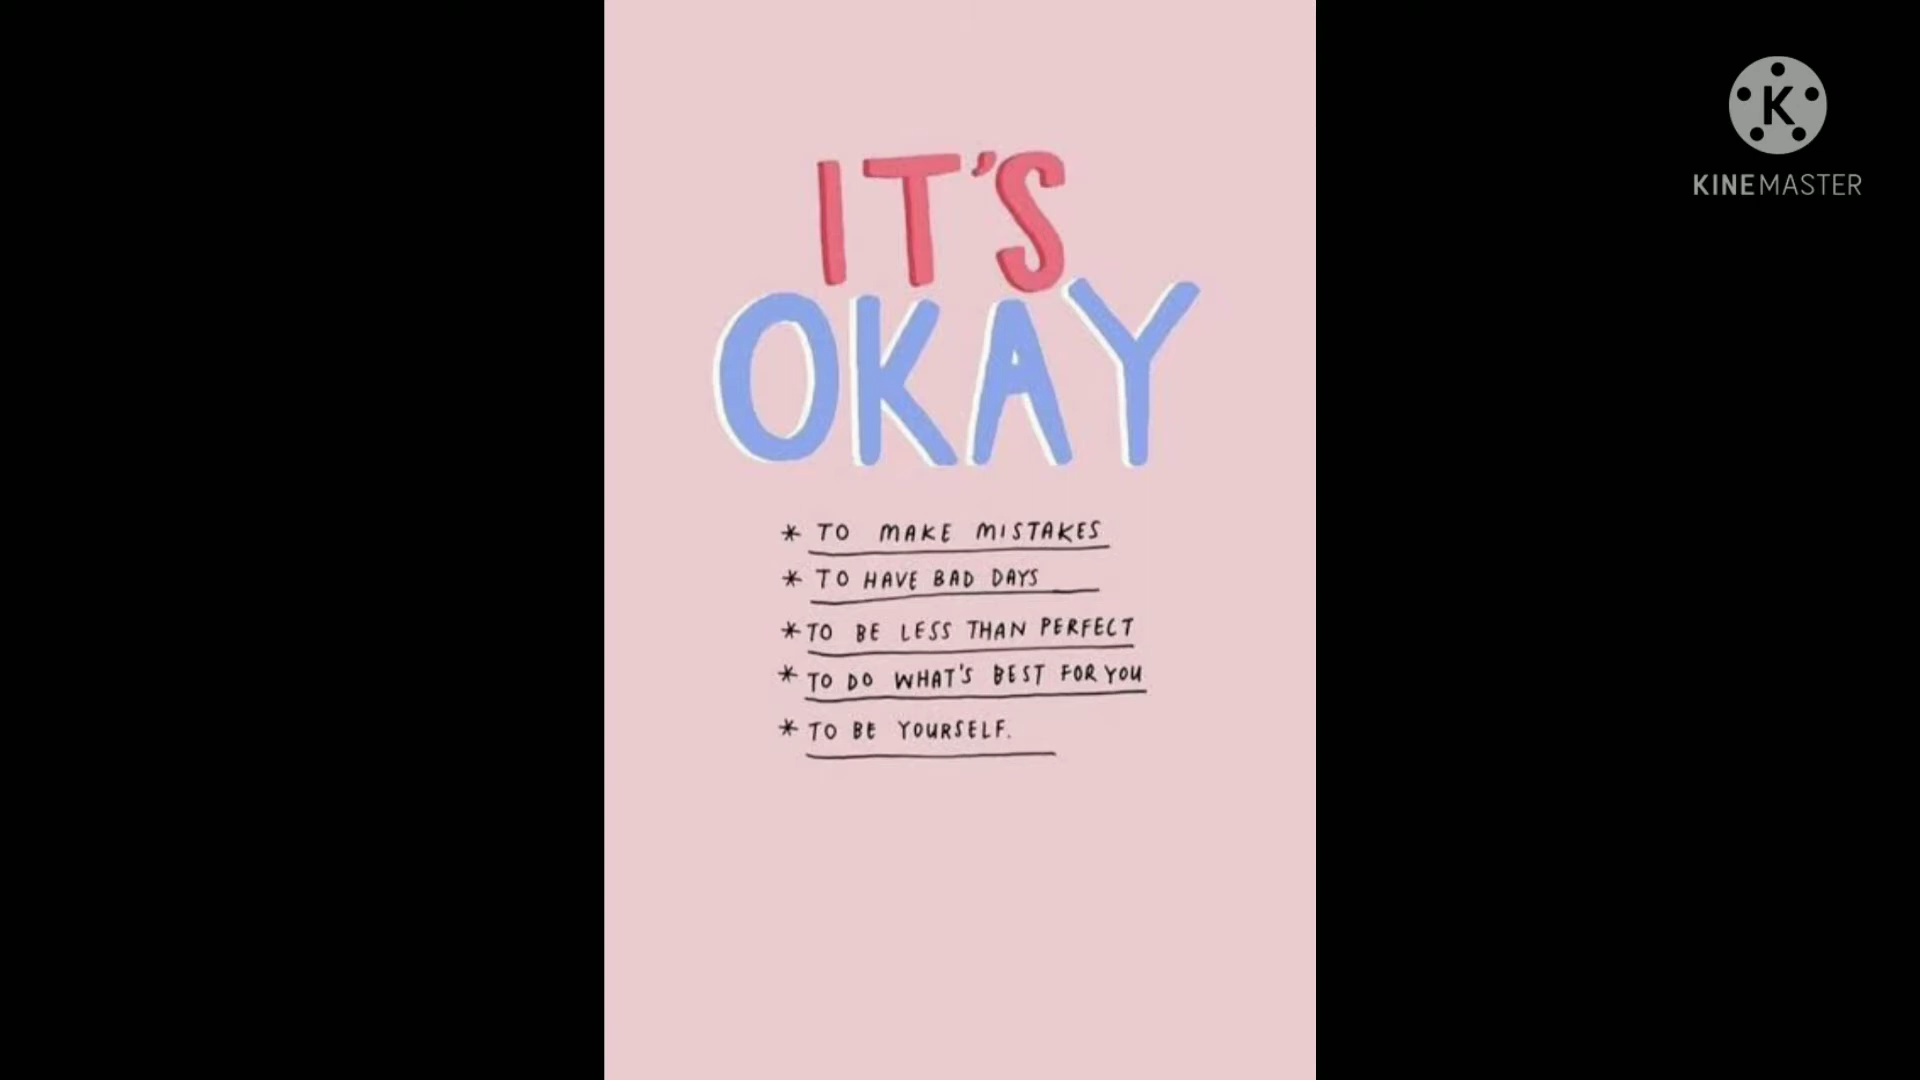 IT'S
OKAY
* TO MAKE MISTAKES
* TO HAVE BAD DAYS
* TO BE LESS THAN PERFECT
* TO DO WHAT'S BEST FOR YOU
* TO BE YOURSELF.
K
KINEMASTER